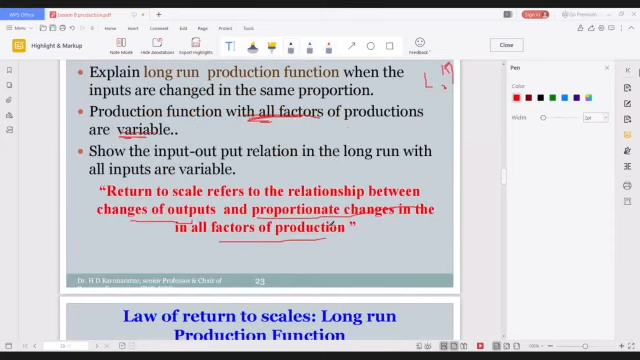 WPS Office
Lesson 8 production.pdf
Sign in
Go Premium
Menu
Home
Insert
Comment
Edit
Page
Protect
Tools
Highlight & Markup
Note Mode
Hide Annotations
Export Highlights
Feedback
Close
• Explain long run production function when the
inputs are changed in the same proportion.
• Production function with all factors of productions
are variable..
• Show the input-out put relation in the long run with
all inputs are variable.
“Return to scale refers to the relationship between
changes of outputs and proportionate changes in the
in all factors of production ”
Dr. H D Karunaratne, senior Professor & Chair of
23
Law of return to scales: Long run
Production Function
Pen
Color
Width
100%